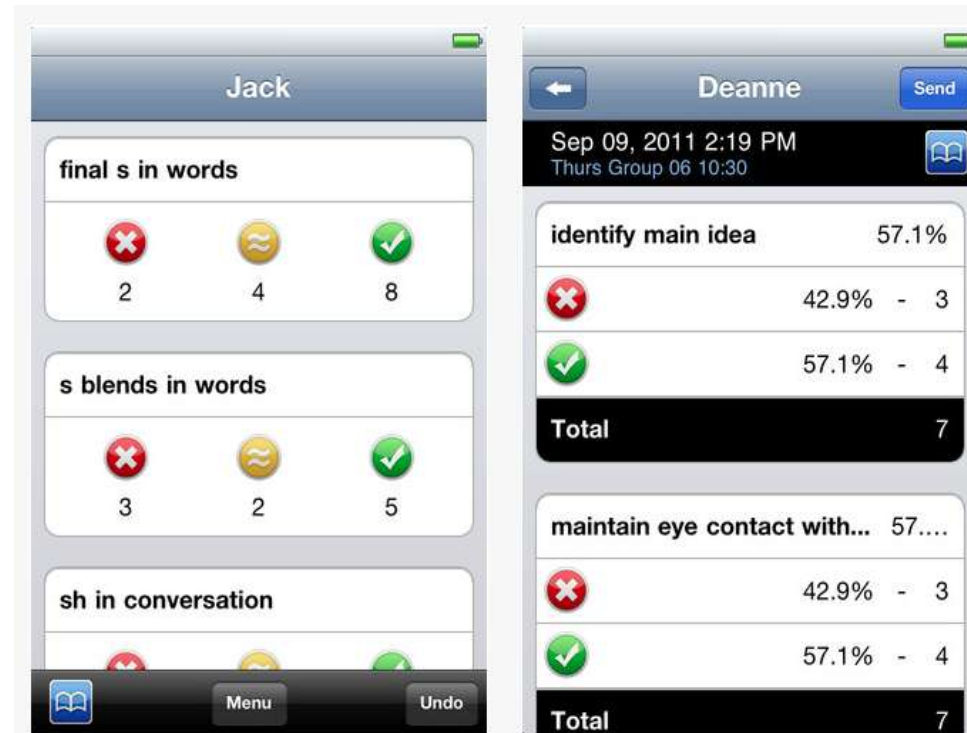 Jack
final s in words
2 4 8
s blends in words
3 2 5
sh in conversation
Menu Undo
Deanne Send
Sep 09, 2011 2:19 PM
Thurs Group 06 10:30
identify main idea 57.1%
42.9% - 3
57.1% - 4
Total 7
maintain eye contact with... 57....
42.9% - 3
57.1% - 4
Total 7